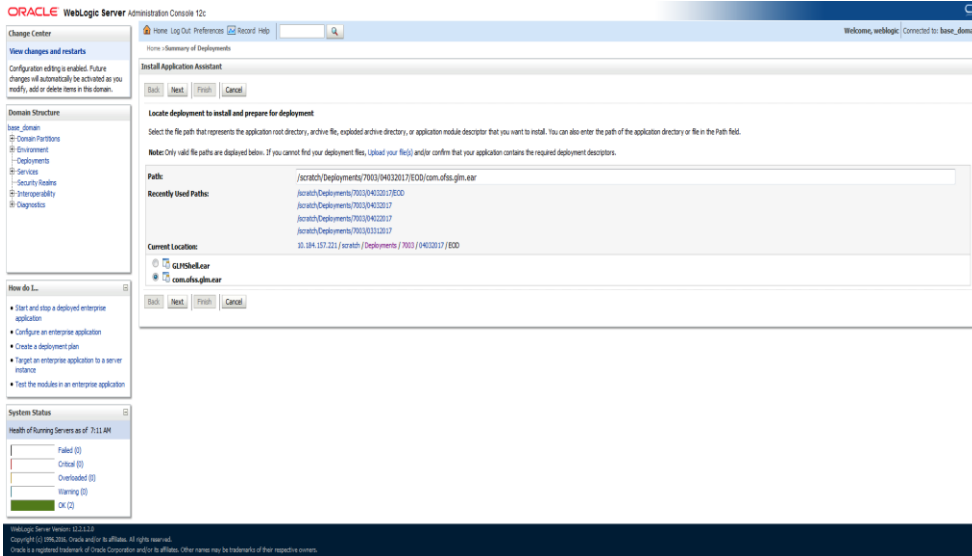 ORACLE WebLogic Server Administration Console 12c
Change Center
View changes and restarts
Configuration editing is enabled. Future
changes will automatically be activated as you
modify, add or delete items in this domain.
Domain Structure
base_domain
Domain Partitions
Environment
Deployments
Services
Security Realms
Interoperability
Diagnostics
How do I...
Start and stop a deployed enterprise
application
Configure an enterprise application
Create a deployment plan
Target an enterprise application to a server
instance
Test the modules in an enterprise application
System Status
Health of Running Servers as of 7:11 AM
Failed (0)
Critical (0)
Overloaded (0)
Warning (0)
OK (2)
Home Log Out Preferences Record Help
Welcome, weblogic Connected to: base_doma
Home >Summary of Deployments
Install Application Assistant
Back Next Finish Cancel
Locate deployment to install and prepare for deployment
Select the file path that represents the application root directory, archive file, exploded archive directory, or application module descriptor that you want to install. You can also enter the path of the application directory or file in the Path field.
Note: Only valid file paths are displayed below. If you cannot find your deployment files, Upload your file(s) and/or confirm that your application contains the required deployment descriptors.
Path: /scratch/Deployments/7003/04032017/EOD/com.ofss.glm.ear
Recently Used Paths: /scratch/Deployments/7003/04032017/EOD
/scratch/Deployments/7003/04032017
/scratch/Deployments/7003/04022017
/scratch/Deployments/7003/03312017
Current Location: 10.184.157.221 / scratch / Deployments / 7003 / 04032017 / EOD
GLMShell.ear
com.ofss.glm.ear
Back Next Finish Cancel
WebLogic Server Version: 12.2.1.2.0
Copyright (c) 1996,2016, Oracle and/or its affiliates. All rights reserved.
Oracle is a registered trademark of Oracle Corporation and/or its affiliates. Other names may be trademarks of their respective owners.